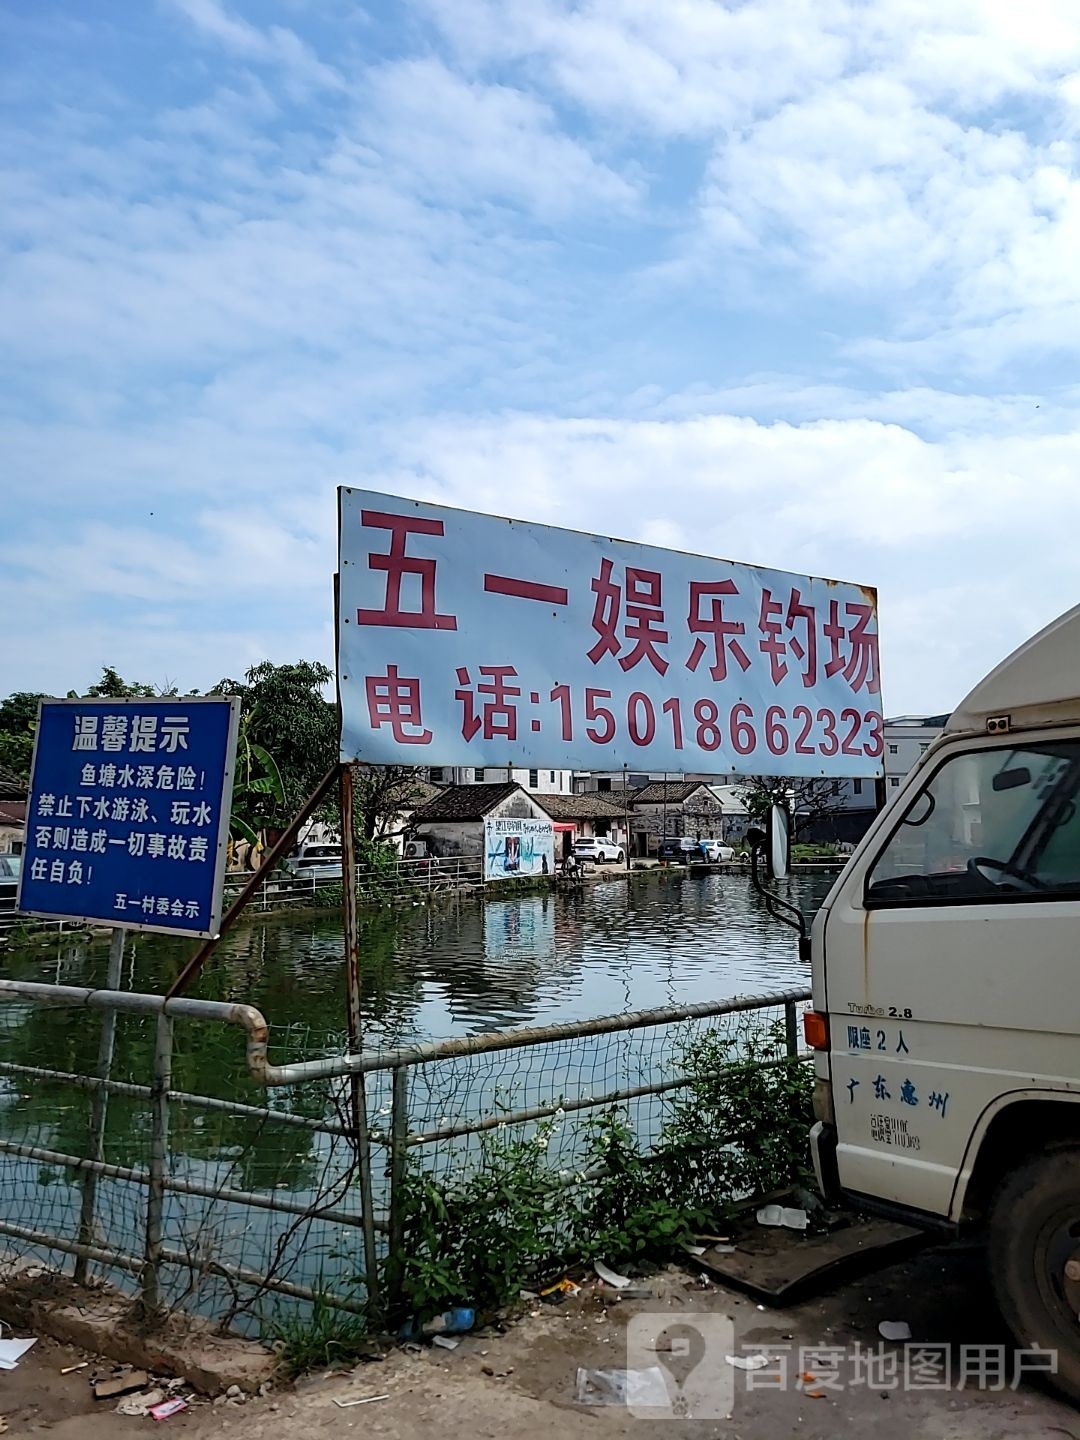 五一娱乐钓场
电话:15018662323
温馨提示
鱼塘水深危险！
禁止下水游泳、玩水
否则造成一切事故责
任自负！
五一村委会示
Turbo 2.8
限座2人
广东惠州
百度地图用户